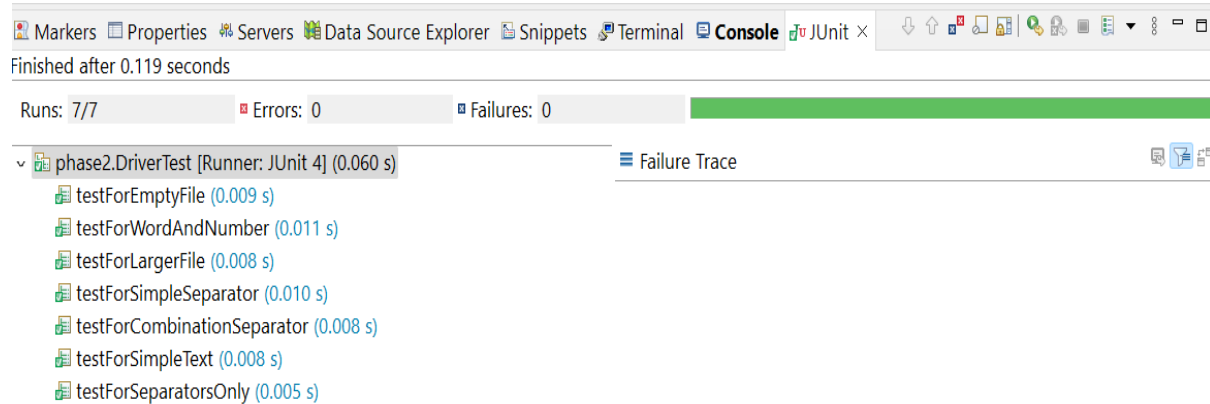 Markers Properties Servers Data Source Explorer Snippets Terminal Console JUnit
Finished after 0.119 seconds
Runs: 7/7 Errors: 0 Failures: 0
phase2.DriverTest [Runner: JUnit 4] (0.060 s) Failure Trace
testForEmptyFile (0.009 s)
testForWordAndNumber (0.011 s)
testForLargerFile (0.008 s)
testForSimpleSeparator (0.010 s)
testForCombinationSeparator (0.008 s)
testForSimpleText (0.008 s)
testForSeparatorsOnly (0.005 s)